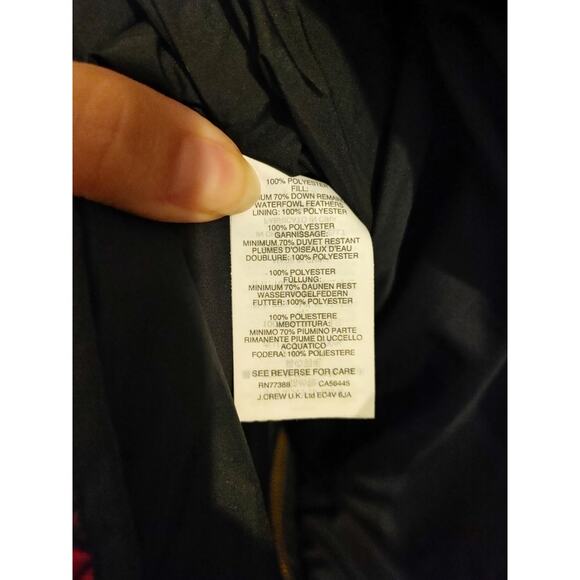 100% POLYESTER
FILL:
MUM 70% DOWN REMAIN
WATERFOWL FEATHERS
LINING: 100% POLYESTER
100% POLYESTER
GARNISSAGE:
MINIMUM 70% DUVET RESTANT
PLUMES D'OISEAUX D'EAU
DOUBLURE: 100% POLYESTER
100% POLYESTER
FÜLLUNG:
MINIMUM 70% DAUNEN REST
WASSERVOGELFEDERN
FUTTER: 100% POLYESTER
100% POLIESTERE
IMBOTTITURA:
MINIMO 70% PIUMINO PARTE
RIMANENTE PIUME DI UCCELLO
ACQUATICO
FODERA: 100% POLIESTERE
SEE REVERSE FOR CARE
RN77388 CA56445
J.CREW U.K. Ltd EC4V 6JA